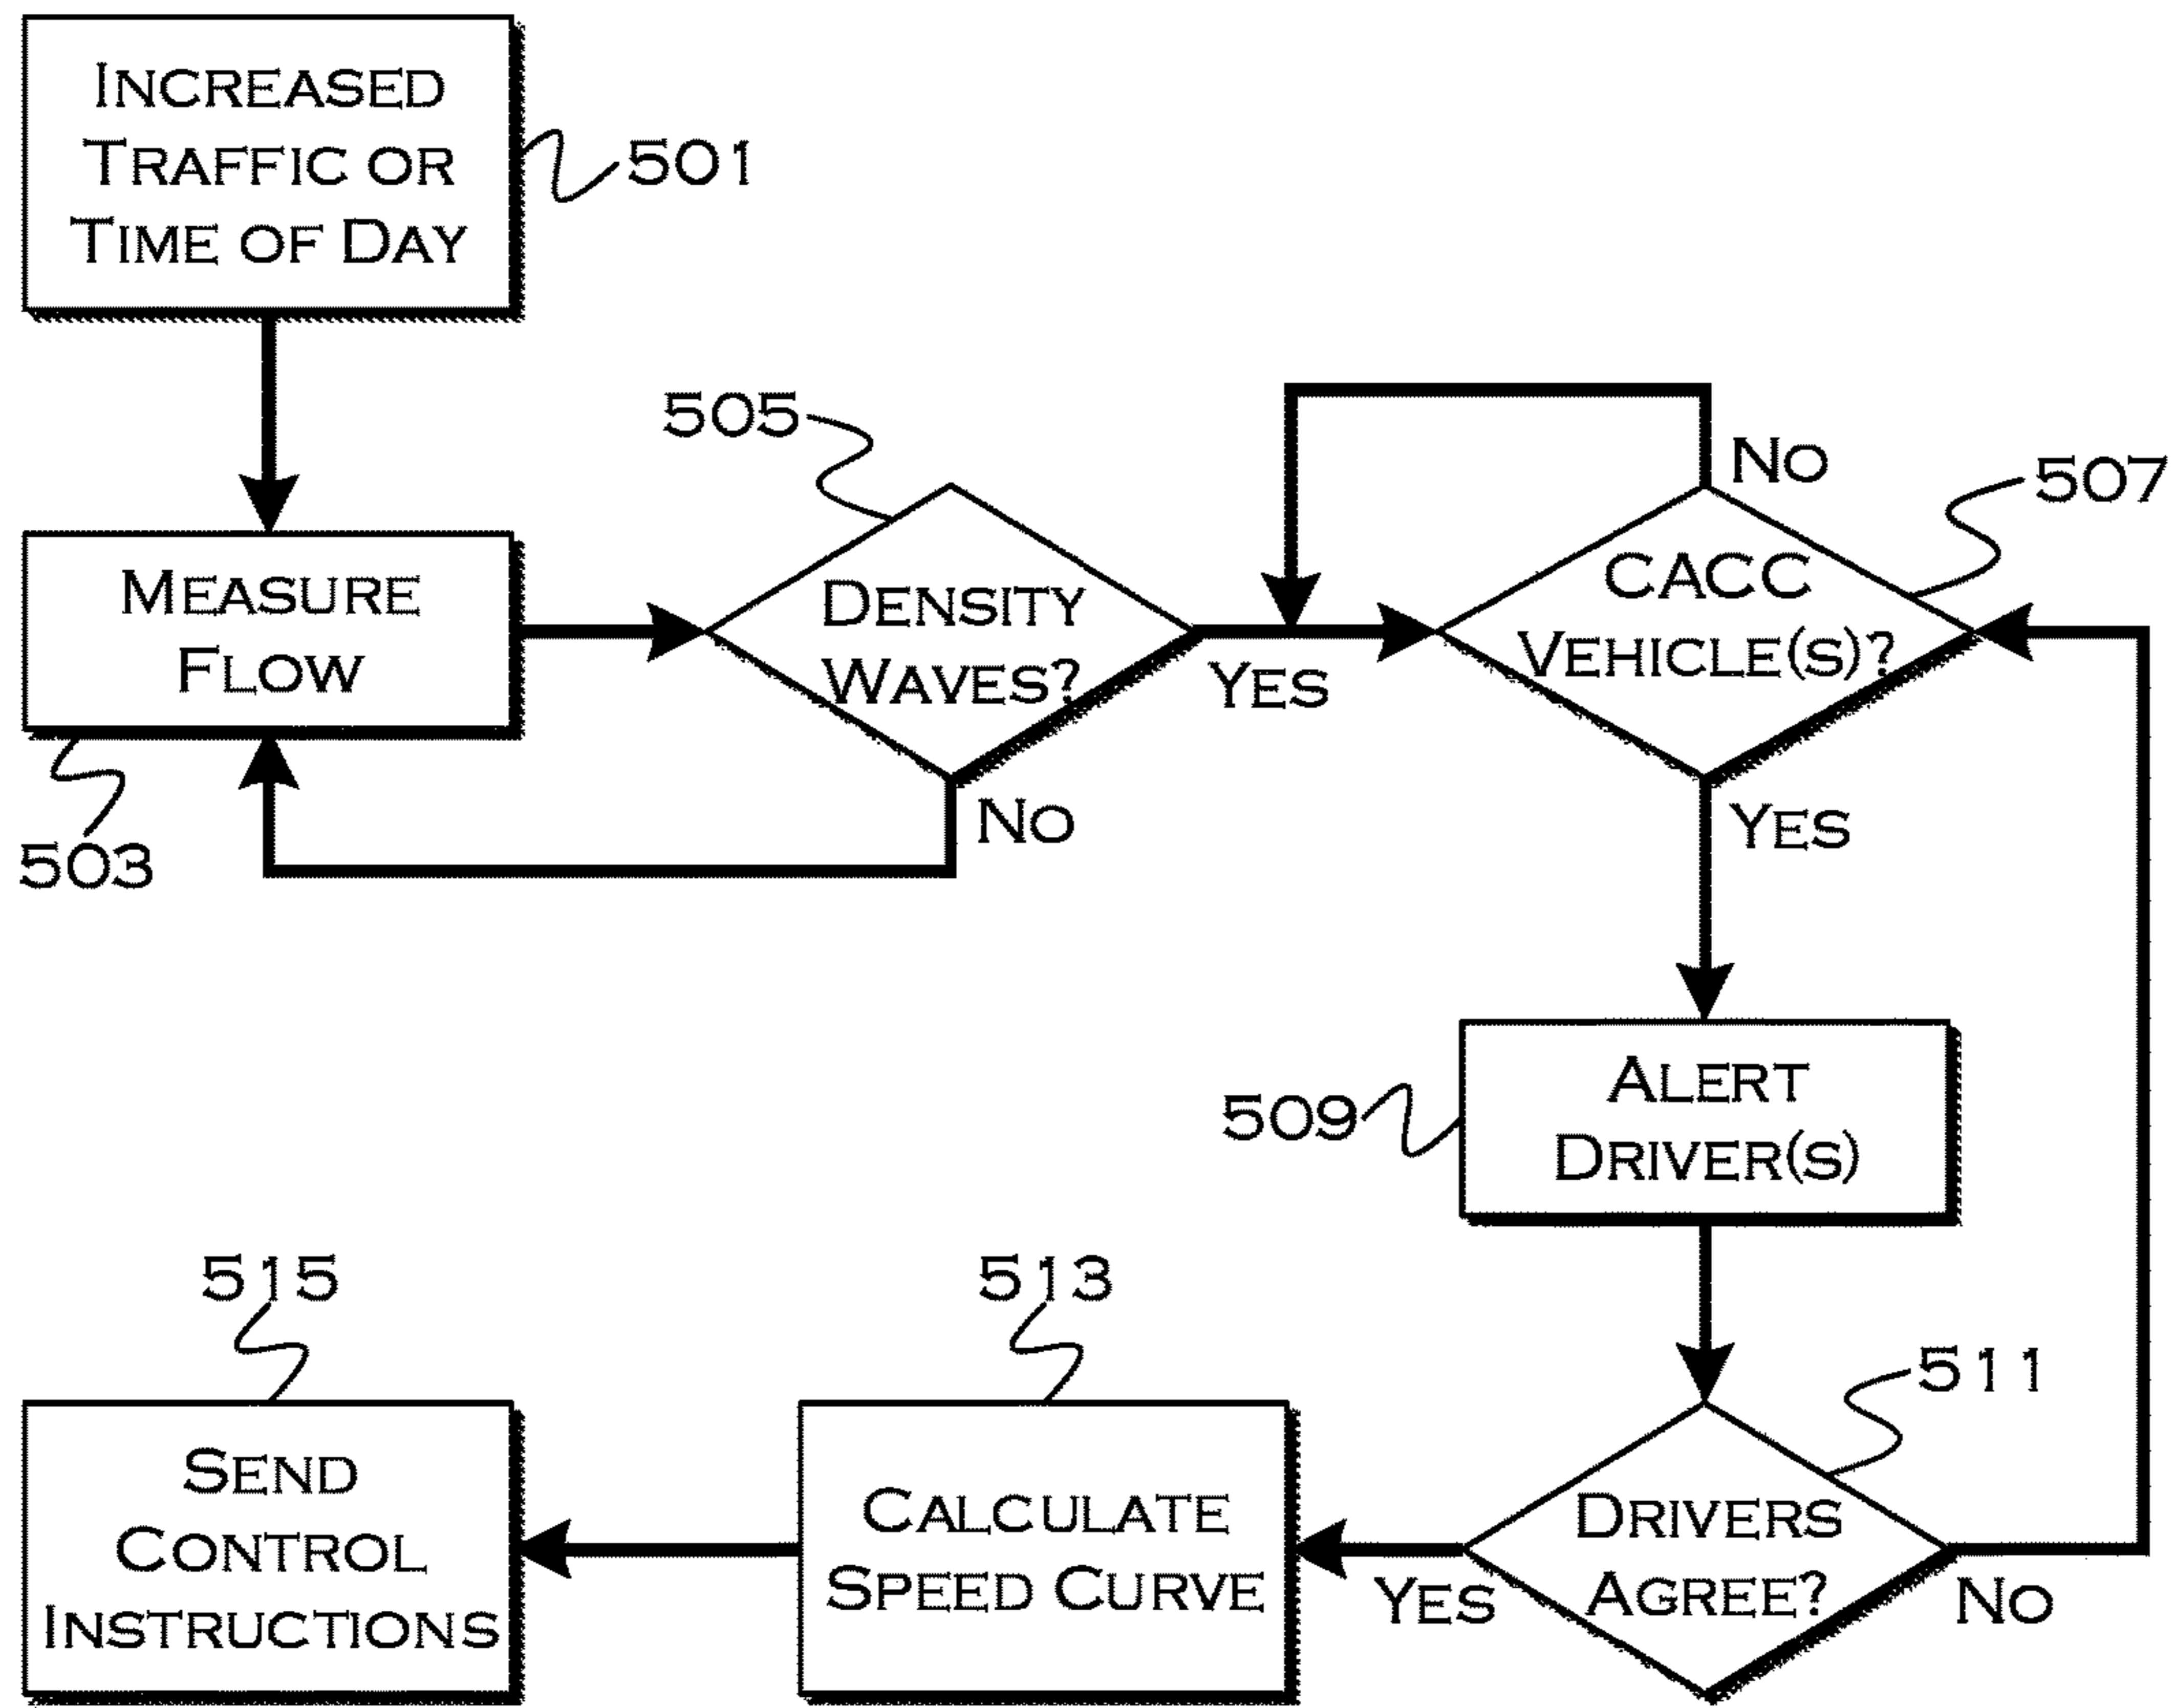 INCREASED
TRAFFIC OR
TIME OF DAY
501
MEASURE
FLOW
503
505
DENSITY
WAVES?
YES
NO
NO
507
CACC
VEHICLE(S)?
YES
ALERT
DRIVER(S)
509
511
DRIVERS
AGREE?
YES
NO
513
CALCULATE
SPEED CURVE
515
SEND
CONTROL
INSTRUCTIONS